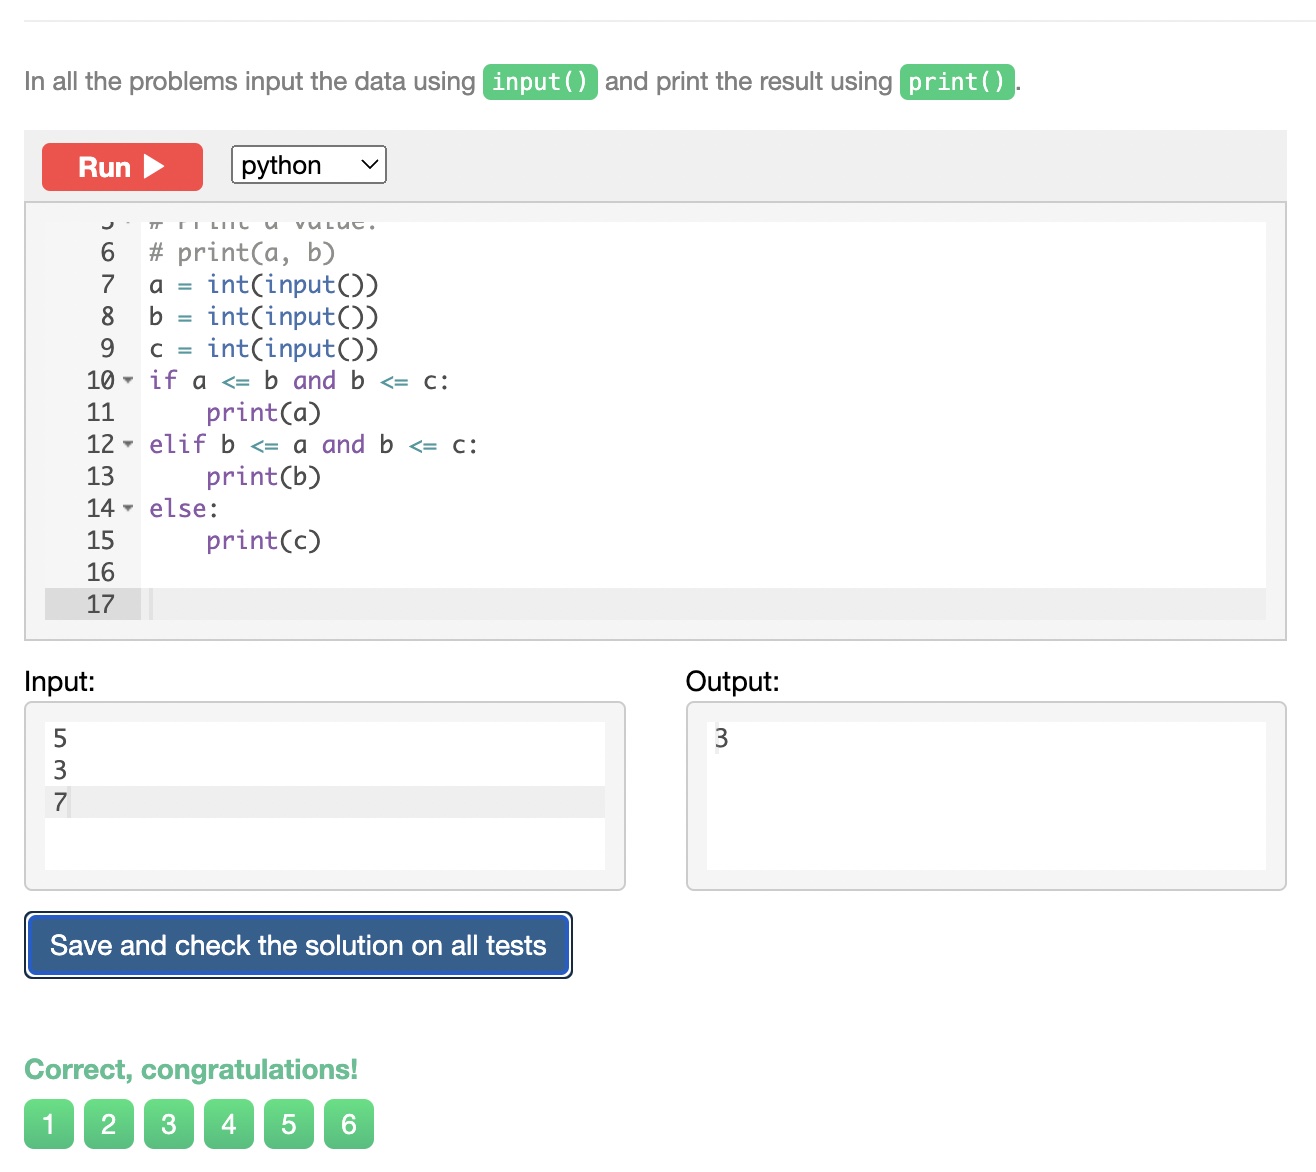 In all the problems input the data using input() and print the result using print().
Run
python
5 # Print a value:
6 # print(a, b)
7 a = int(input())
8 b = int(input())
9 c = int(input())
10 if a <= b and b <= c:
11 print(a)
12 elif b <= a and b <= c:
13 print(b)
14 else:
15 print(c)
16
17
Input:
5
3
7
Output:
3
Save and check the solution on all tests
Correct, congratulations!
1 2 3 4 5 6